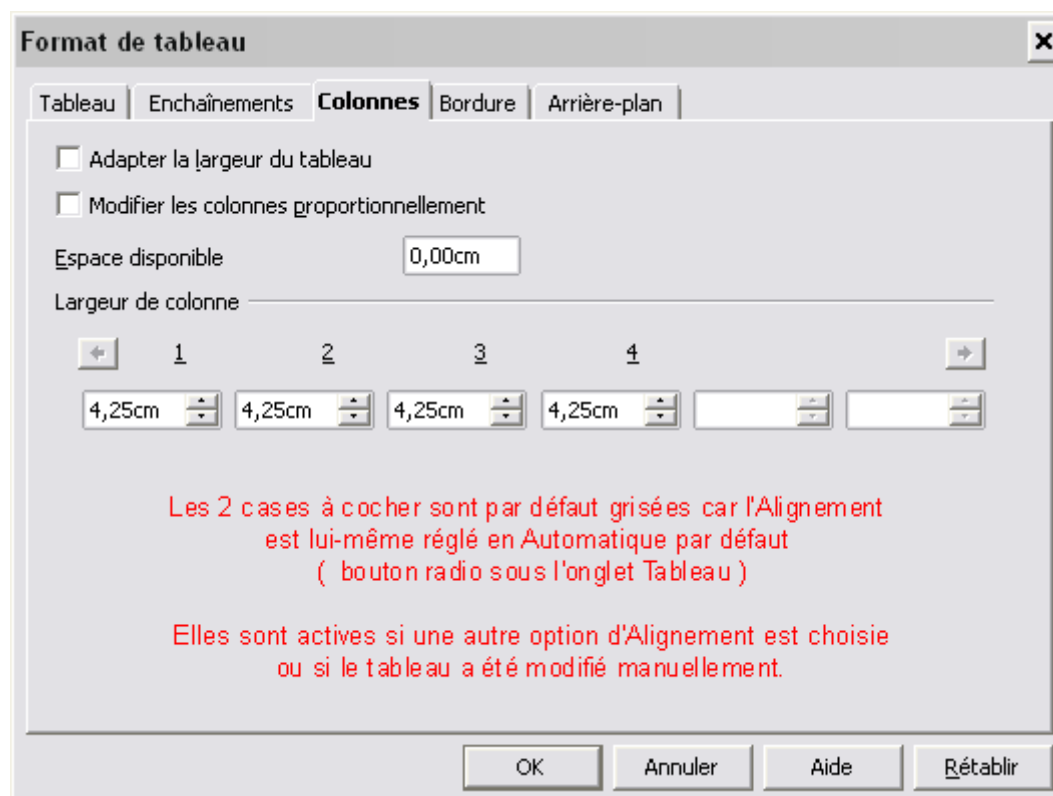 Format de tableau
Tableau Enchaînements Colonnes Bordure Arrière-plan
Adapter la largeur du tableau
Modifier les colonnes proportionnellement
Espace disponible 0,00cm
Largeur de colonne
1 2 3 4
4,25cm 4,25cm 4,25cm 4,25cm
Les 2 cases à cocher sont par défaut grisées car l'Alignement
est lui-même réglé en Automatique par défaut
( bouton radio sous l'onglet Tableau )
Elles sont actives si une autre option d'Alignement est choisie
ou si le tableau a été modifié manuellement.
OK Annuler Aide Rétablir